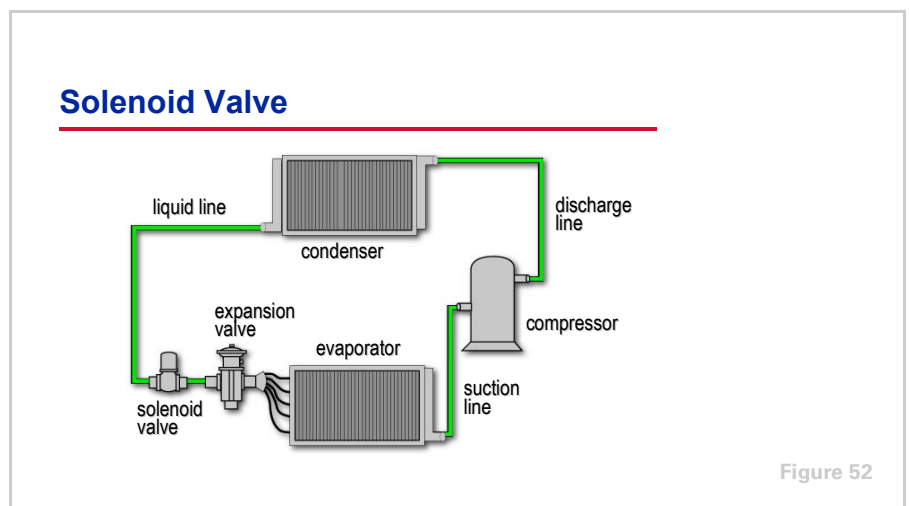 Solenoid Valve
liquid line
discharge
line
condenser
expansion
valve
compressor
evaporator
suction
line
solenoid
valve
Figure 52